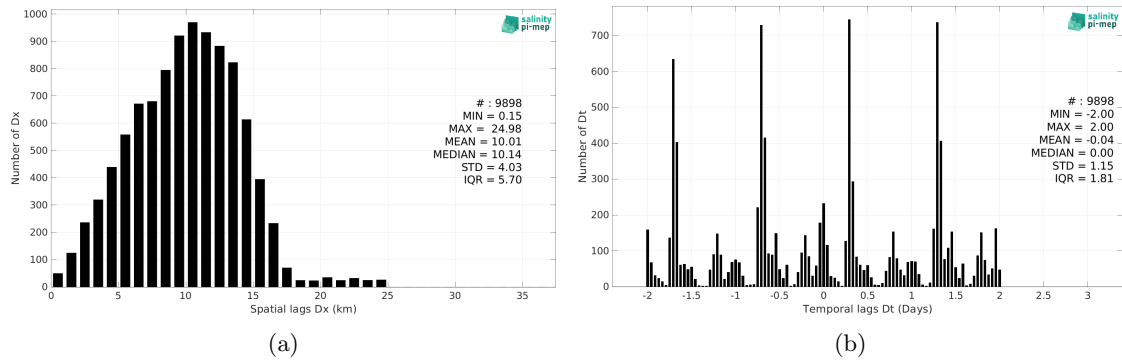 1000
900
800
700
600
500
400
300
200
100
0
Number of Dx
salinity
pi-mep
# : 9898
MIN = 0.15
MAX = 24.98
MEAN = 10.01
MEDIAN = 10.14
STD = 4.03
IQR = 5.70
0 5 10 15 20 25 30 35
Spatial lags Dx (km)
(a)
700
600
500
400
300
200
100
0
Number of Dt
salinity
pi-mep
# : 9898
MIN = -2.00
MAX = 2.00
MEAN = -0.04
MEDIAN = 0.00
STD = 1.15
IQR = 1.81
-2 -1.5 -1 -0.5 0 0.5 1 1.5 2 2.5 3
Temporal lags Dt (Days)
(b)